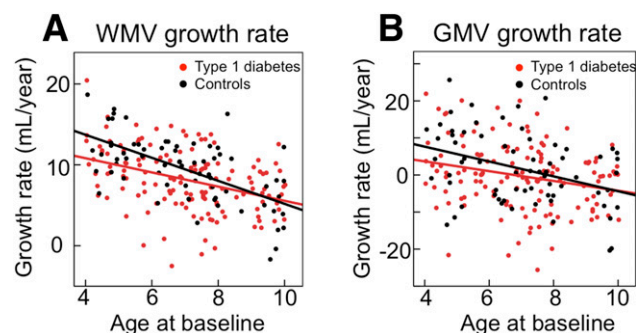 A WMV growth rate
Type 1 diabetes
Controls
Growth rate (mL/year)
20
10
0
4 6 8 10
Age at baseline
B GMV growth rate
Type 1 diabetes
Controls
Growth rate (mL/year)
20
0
-20
4 6 8 10
Age at baseline